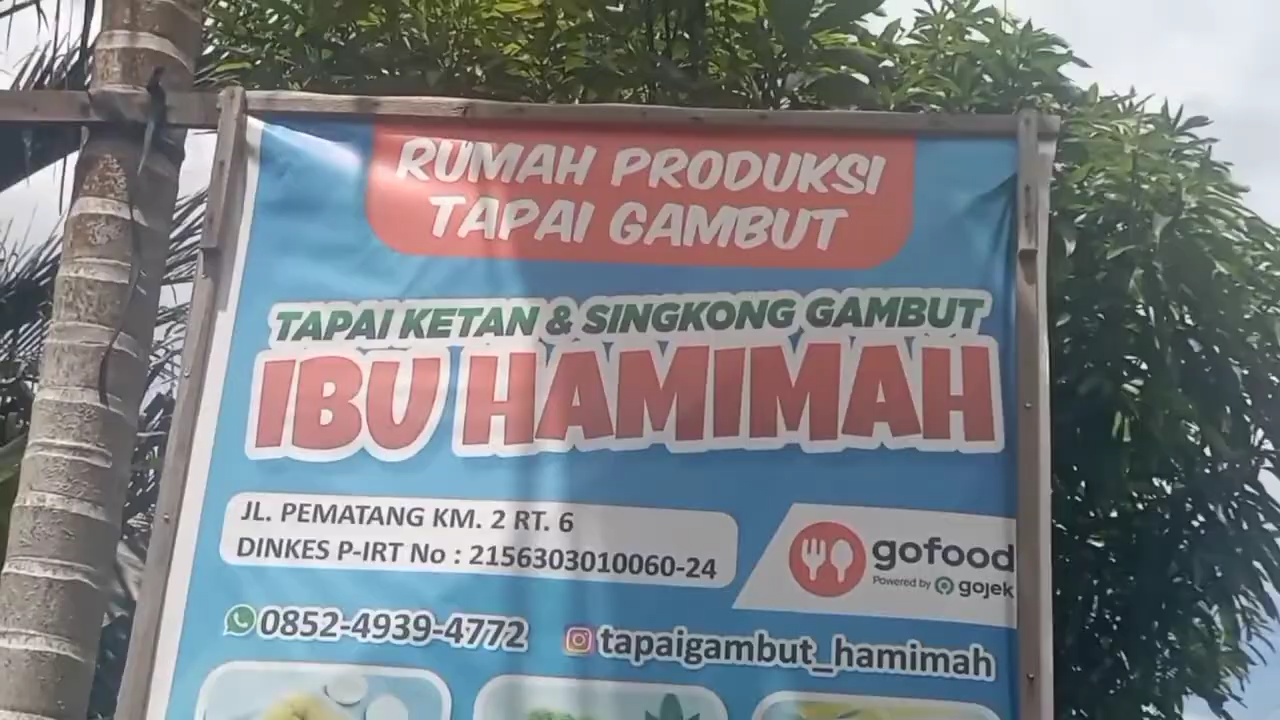 RUMAH PRODUKSI
TAPAI GAMBUT
TAPAI KETAN & SINGKONG GAMBUT
IBU HAMIMAH
JL. PEMATANG KM. 2 RT. 6
DINKES P-IRT No : 2156303010060-24
gofood
Powered by gojek
0852-4939-4772
tapaigambut_hamimah